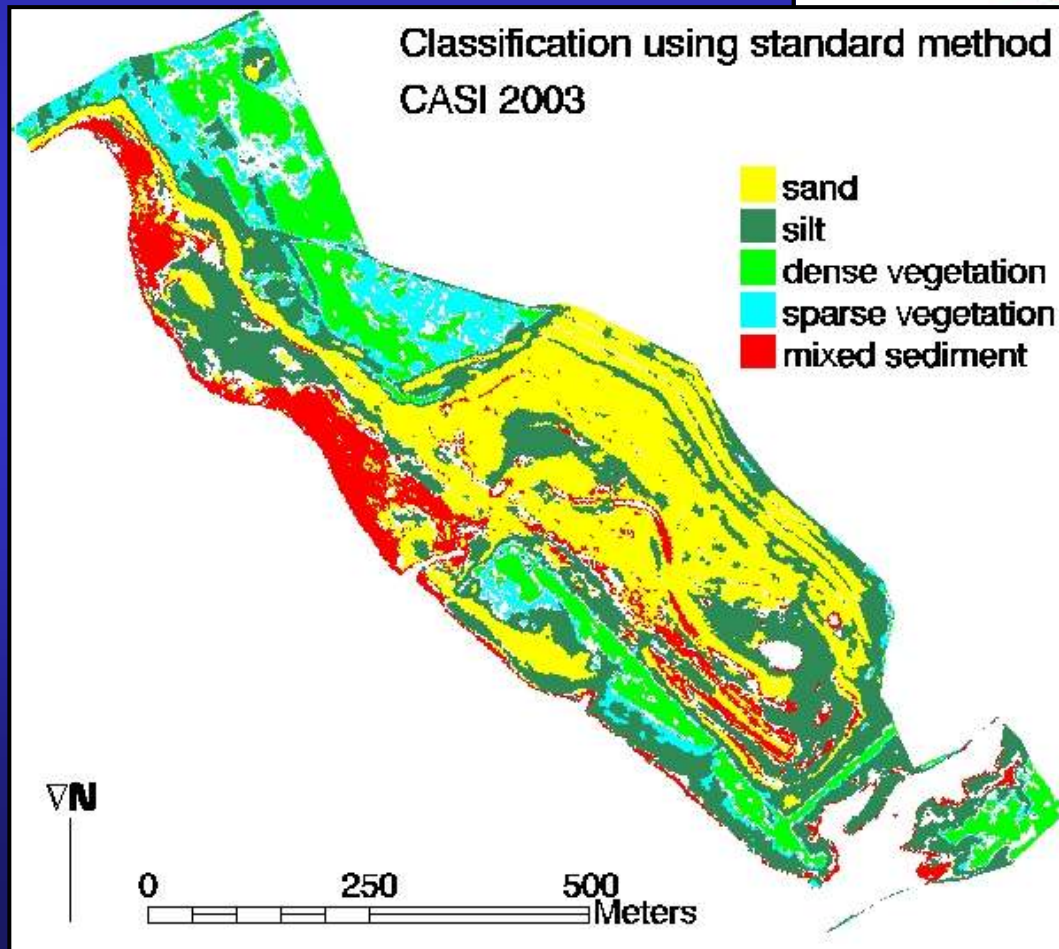 Classification using standard method
CASI 2003
sand
silt
dense vegetation
sparse vegetation
mixed sediment
N
0 250 500
Meters